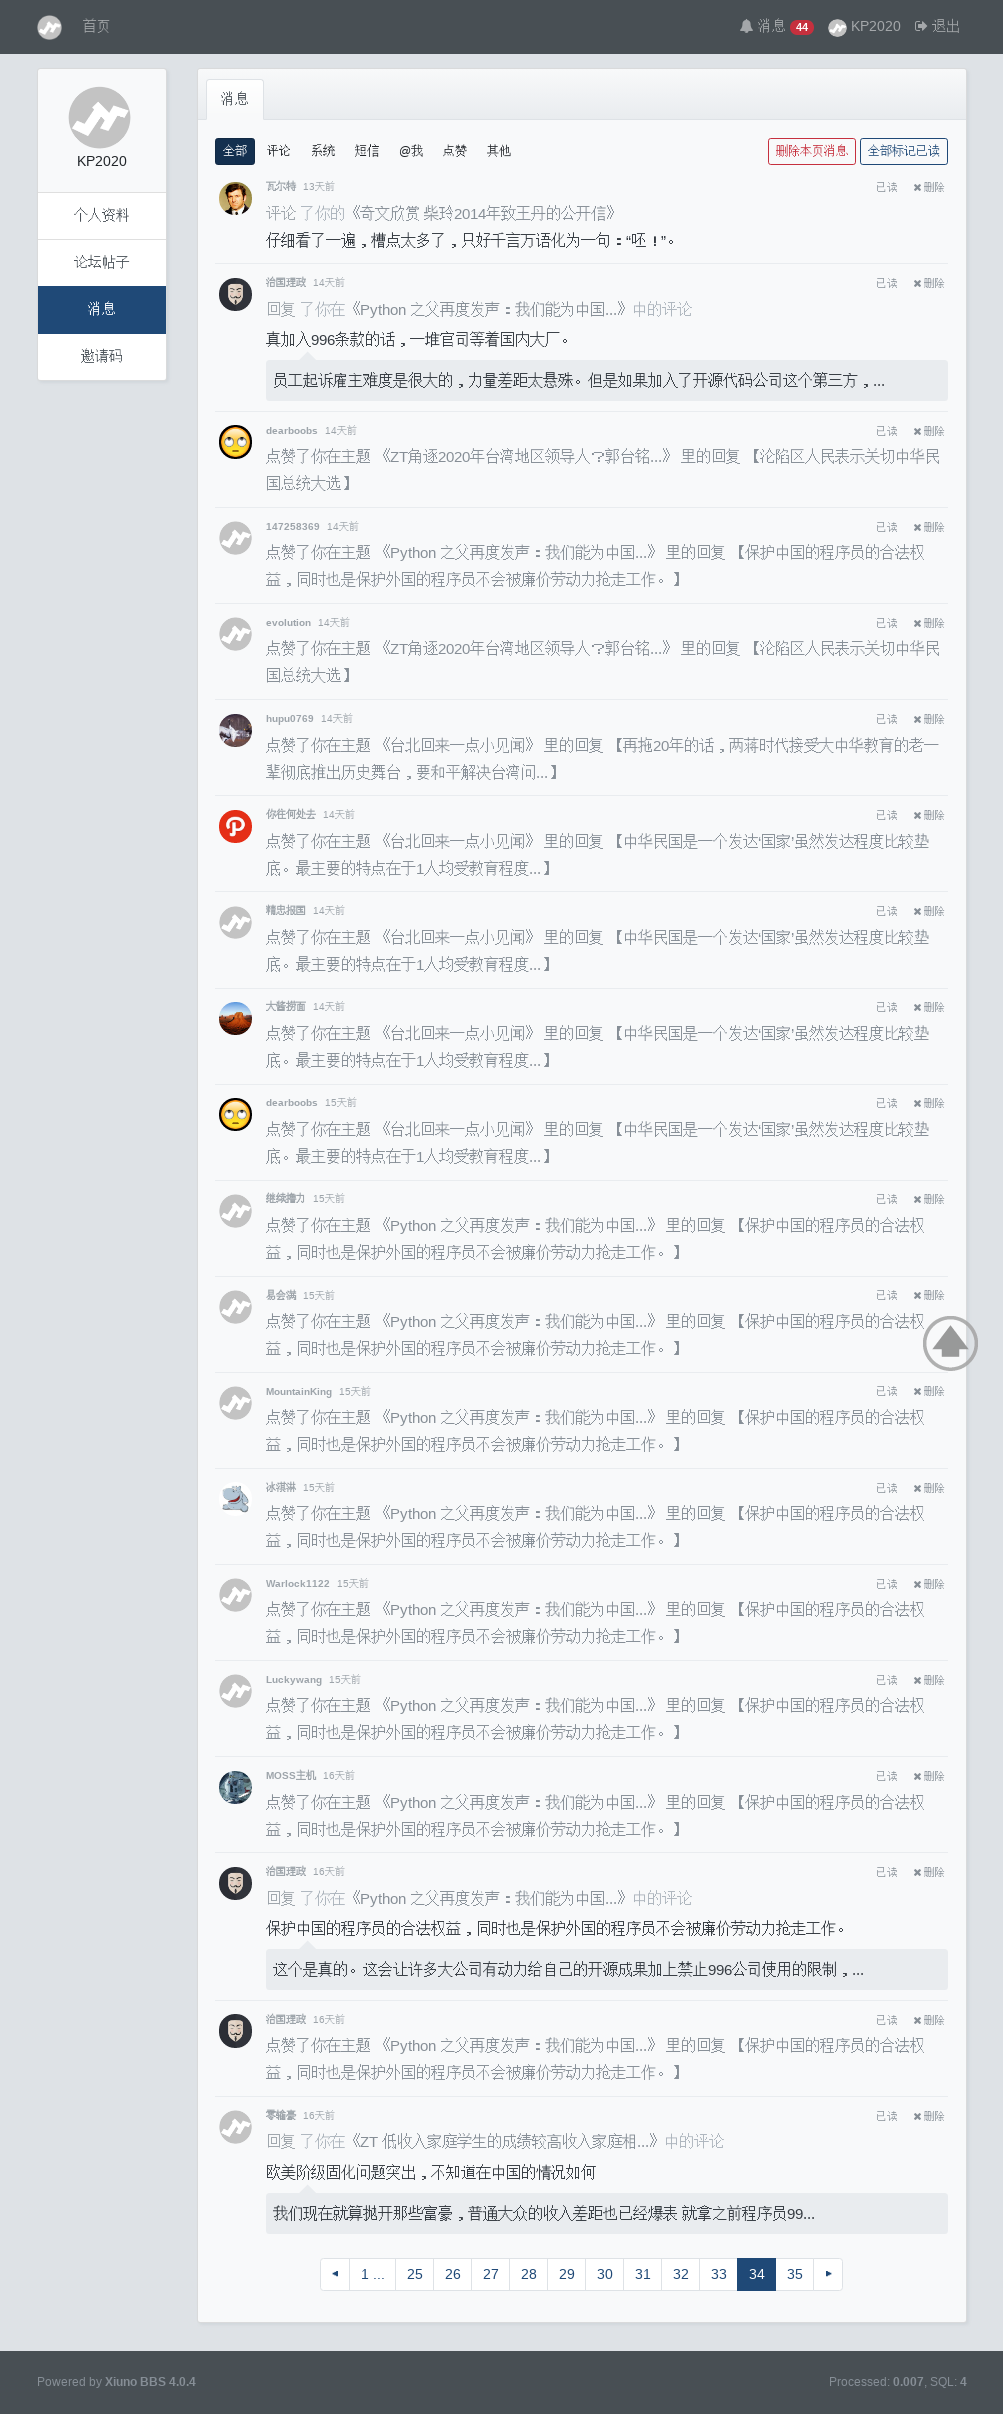 首页 消息 44 KP2020 退出
KP2020
个人资料
论坛帖子
消息
邀请码
消息
全部 评论 系统 短信 @我 点赞 其他 删除本页消息 全部标记已读
瓦尔特 13天前 已读 删除
评论 了你的《奇文欣赏 柴玲2014年致王丹的公开信》
仔细看了一遍，槽点太多了，只好千言万语化为一句：“呸！”。
治国理政 14天前 已读 删除
回复 了你在《Python 之父再度发声：我们能为中国...》中的评论
真加入996条款的话，一堆官司等着国内大厂。
员工起诉雇主难度是很大的，力量差距太悬殊。但是如果加入了开源代码公司这个第三方，...
dearboobs 14天前 已读 删除
点赞了你在主题 《ZT角逐2020年台湾地区领导人？郭台铭...》 里的回复 【沦陷区人民表示关切中华民
国总统大选】
147258369 14天前 已读 删除
点赞了你在主题 《Python 之父再度发声：我们能为中国...》 里的回复 【保护中国的程序员的合法权
益，同时也是保护外国的程序员不会被廉价劳动力抢走工作。】
evolution 14天前 已读 删除
点赞了你在主题 《ZT角逐2020年台湾地区领导人？郭台铭...》 里的回复 【沦陷区人民表示关切中华民
国总统大选】
hupu0769 14天前 已读 删除
点赞了你在主题 《台北回来一点小见闻》 里的回复 【再拖20年的话，两蒋时代接受大中华教育的老一
辈彻底推出历史舞台，要和平解决台湾问...】
你往何处去 14天前 已读 删除
点赞了你在主题 《台北回来一点小见闻》 里的回复 【中华民国是一个发达‘国家’虽然发达程度比较垫
底。最主要的特点在于1人均受教育程度...】
精忠报国 14天前 已读 删除
点赞了你在主题 《台北回来一点小见闻》 里的回复 【中华民国是一个发达‘国家’虽然发达程度比较垫
底。最主要的特点在于1人均受教育程度...】
大酱捞面 14天前 已读 删除
点赞了你在主题 《台北回来一点小见闻》 里的回复 【中华民国是一个发达‘国家’虽然发达程度比较垫
底。最主要的特点在于1人均受教育程度...】
dearboobs 15天前 已读 删除
点赞了你在主题 《台北回来一点小见闻》 里的回复 【中华民国是一个发达‘国家’虽然发达程度比较垫
底。最主要的特点在于1人均受教育程度...】
继续撸力 15天前 已读 删除
点赞了你在主题 《Python 之父再度发声：我们能为中国...》 里的回复 【保护中国的程序员的合法权
益，同时也是保护外国的程序员不会被廉价劳动力抢走工作。】
易会满 15天前 已读 删除
点赞了你在主题 《Python 之父再度发声：我们能为中国...》 里的回复 【保护中国的程序员的合法权
益，同时也是保护外国的程序员不会被廉价劳动力抢走工作。】
MountainKing 15天前 已读 删除
点赞了你在主题 《Python 之父再度发声：我们能为中国...》 里的回复 【保护中国的程序员的合法权
益，同时也是保护外国的程序员不会被廉价劳动力抢走工作。】
冰淇淋 15天前 已读 删除
点赞了你在主题 《Python 之父再度发声：我们能为中国...》 里的回复 【保护中国的程序员的合法权
益，同时也是保护外国的程序员不会被廉价劳动力抢走工作。】
Warlock1122 15天前 已读 删除
点赞了你在主题 《Python 之父再度发声：我们能为中国...》 里的回复 【保护中国的程序员的合法权
益，同时也是保护外国的程序员不会被廉价劳动力抢走工作。】
Luckywang 15天前 已读 删除
点赞了你在主题 《Python 之父再度发声：我们能为中国...》 里的回复 【保护中国的程序员的合法权
益，同时也是保护外国的程序员不会被廉价劳动力抢走工作。】
MOSS主机 16天前 已读 删除
点赞了你在主题 《Python 之父再度发声：我们能为中国...》 里的回复 【保护中国的程序员的合法权
益，同时也是保护外国的程序员不会被廉价劳动力抢走工作。】
治国理政 16天前 已读 删除
回复 了你在《Python 之父再度发声：我们能为中国...》中的评论
保护中国的程序员的合法权益，同时也是保护外国的程序员不会被廉价劳动力抢走工作。
这个是真的。这会让许多大公司有动力给自己的开源成果加上禁止996公司使用的限制，...
治国理政 16天前 已读 删除
点赞了你在主题 《Python 之父再度发声：我们能为中国...》 里的回复 【保护中国的程序员的合法权
益，同时也是保护外国的程序员不会被廉价劳动力抢走工作。】
零输豪 16天前 已读 删除
回复 了你在《ZT 低收入家庭学生的成绩较高收入家庭相...》中的评论
欧美阶级固化问题突出，不知道在中国的情况如何
我们现在就算抛开那些富豪，普通大众的收入差距也已经爆表 就拿之前程序员99...
1 ... 25 26 27 28 29 30 31 32 33 34 35
Powered by Xiuno BBS 4.0.4 Processed: 0.007, SQL: 4